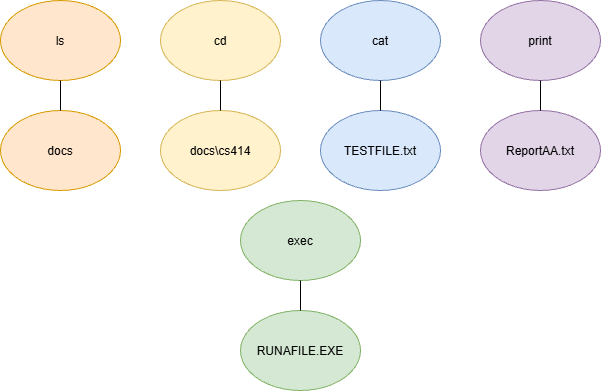 ls
cd
cat
print
docs
docs\cs414
TESTFILE.txt
ReportAA.txt
exec
RUNAFILE.EXE